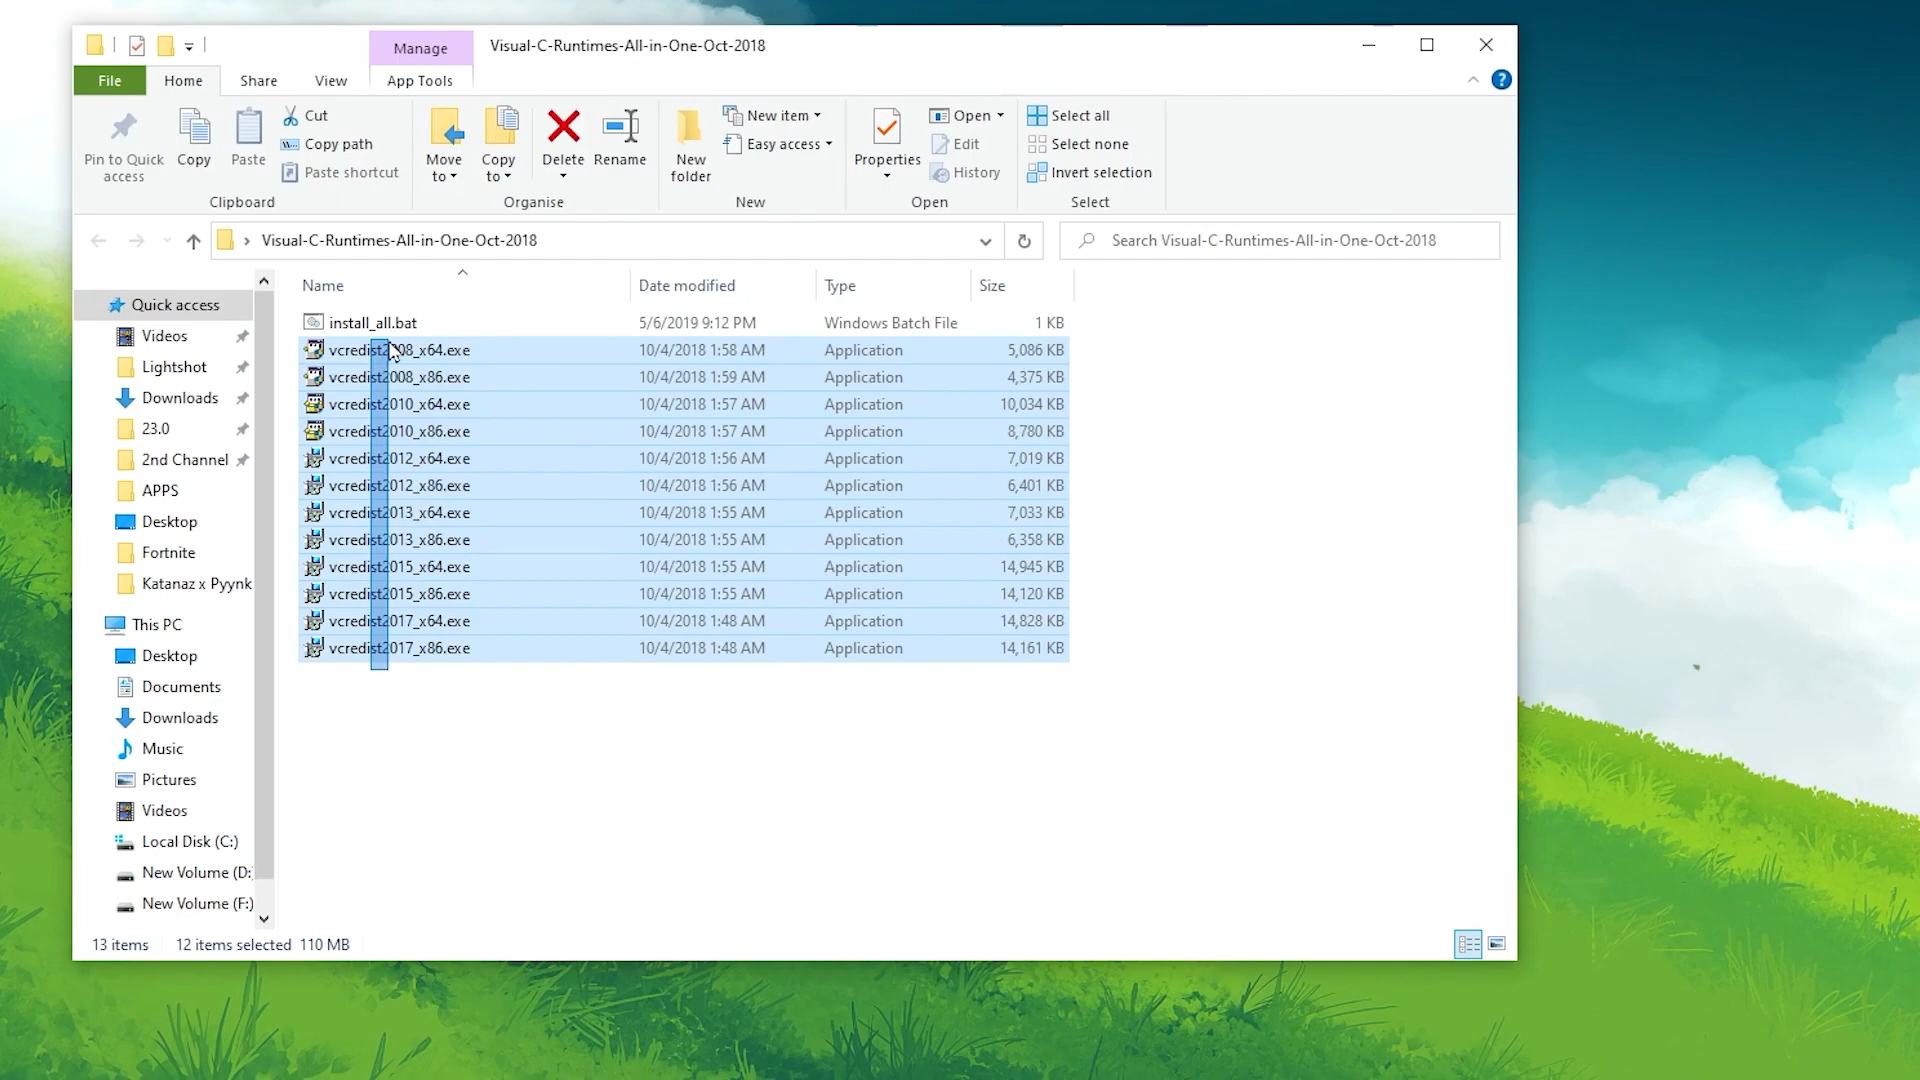 Manage
Visual-C-Runtimes-All-in-One-Oct-2018
File
Home
Share
View
App Tools
Pin to Quick access
Copy
Paste
Cut
Copy path
Paste shortcut
Clipboard
Move to
Copy to
Delete
Rename
Organise
New folder
New item
Easy access
New
Properties
Open
Edit
History
Open
Select all
Select none
Invert selection
Select
Visual-C-Runtimes-All-in-One-Oct-2018
Search Visual-C-Runtimes-All-in-One-Oct-2018
Quick access
Videos
Lightshot
Downloads
23.0
2nd Channel
APPS
Desktop
Fortnite
Katanaz x Pyynk
This PC
Desktop
Documents
Downloads
Music
Pictures
Videos
Local Disk (C:)
New Volume (D:
New Volume (F:)
Name Date modified Type Size
install_all.bat 5/6/2019 9:12 PM Windows Batch File 1 KB
vcredist2008_x64.exe 10/4/2018 1:58 AM Application 5,086 KB
vcredist2008_x86.exe 10/4/2018 1:59 AM Application 4,375 KB
vcredist2010_x64.exe 10/4/2018 1:57 AM Application 10,034 KB
vcredist2010_x86.exe 10/4/2018 1:57 AM Application 8,780 KB
vcredist2012_x64.exe 10/4/2018 1:56 AM Application 7,019 KB
vcredist2012_x86.exe 10/4/2018 1:56 AM Application 6,401 KB
vcredist2013_x64.exe 10/4/2018 1:55 AM Application 7,033 KB
vcredist2013_x86.exe 10/4/2018 1:55 AM Application 6,358 KB
vcredist2015_x64.exe 10/4/2018 1:55 AM Application 14,945 KB
vcredist2015_x86.exe 10/4/2018 1:55 AM Application 14,120 KB
vcredist2017_x64.exe 10/4/2018 1:48 AM Application 14,828 KB
vcredist2017_x86.exe 10/4/2018 1:48 AM Application 14,161 KB
13 items 12 items selected 110 MB